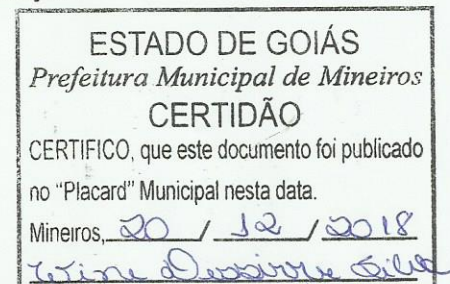 ESTADO DE GOIÁS
Prefeitura Municipal de Mineiros
CERTIDÃO
CERTIFICO, que este documento foi publicado
no "Placard" Municipal nesta data.
Mineiros, 20 / 12 / 2018
Silva